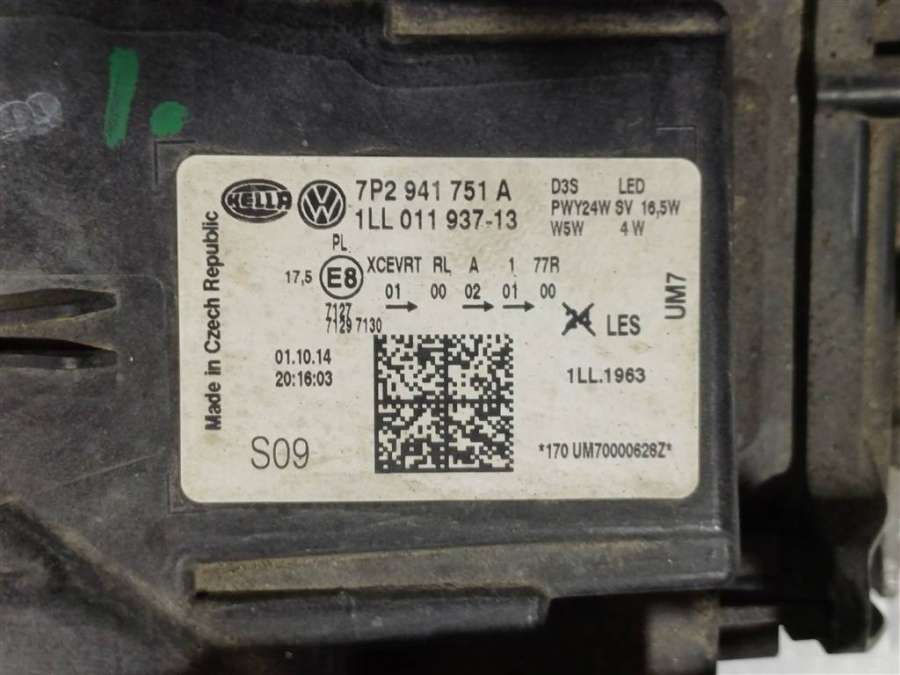 HELLA
7P2 941 751 A
1LL 011 937-13
D3S LED
PWY24W SV 16,5W
W5W 4W
Made in Czech Republic
PL
17,5 E8 XCEVRT RL A 1 77R
01 00 02 01 00
7127
7129 7130
UM7
LES
01.10.14
20:16:03
1LL.1963
S09
*170 UM70000628Z*